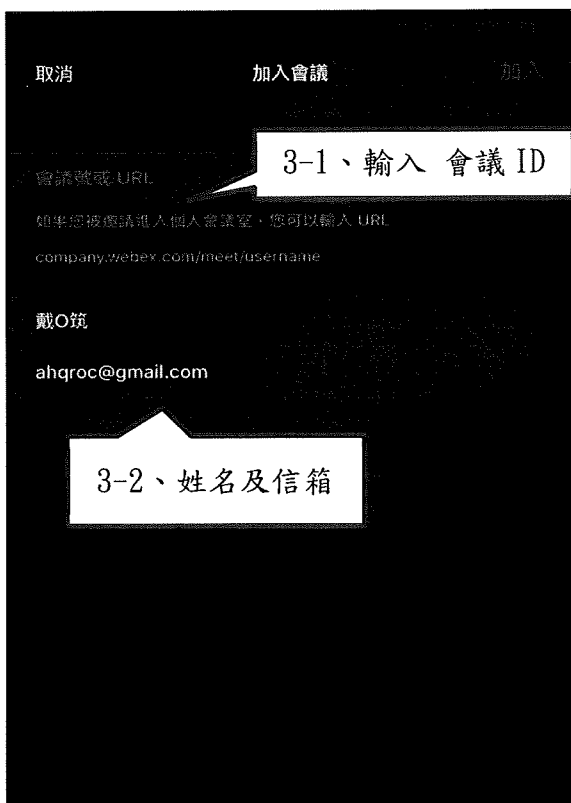 取消 加入會議 加入
3-1、輸入 會議 ID
會議號或 URL
如果您被邀請進入個人會議室,您可以輸入 URL
company.webex.com/meet/username
戴O筑
ahqroc@gmail.com
3-2、姓名及信箱